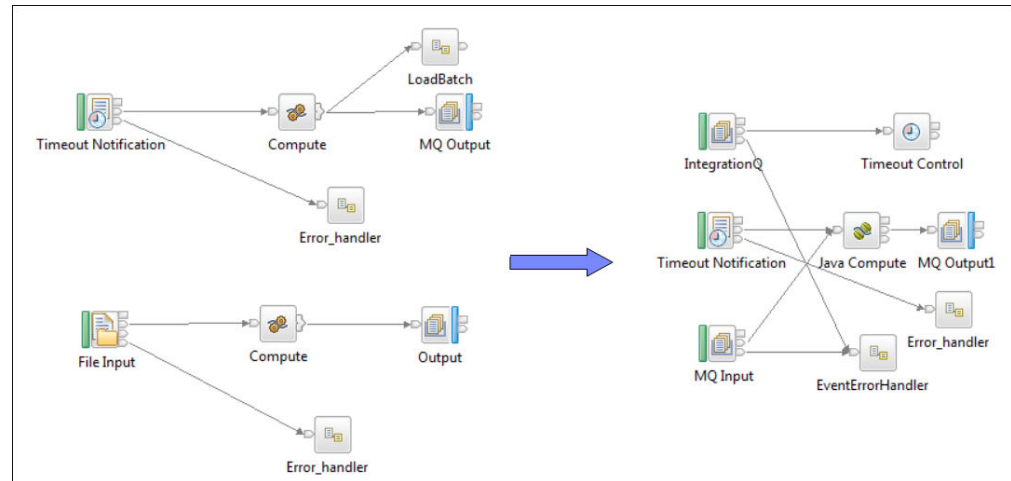 LoadBatch
Timeout Notification
Compute
MQ Output
Error_handler
File Input
Compute
Output
Error_handler
IntegrationQ
Timeout Control
Timeout Notification
Java Compute
MQ Output1
Error_handler
MQ Input
EventErrorHandler